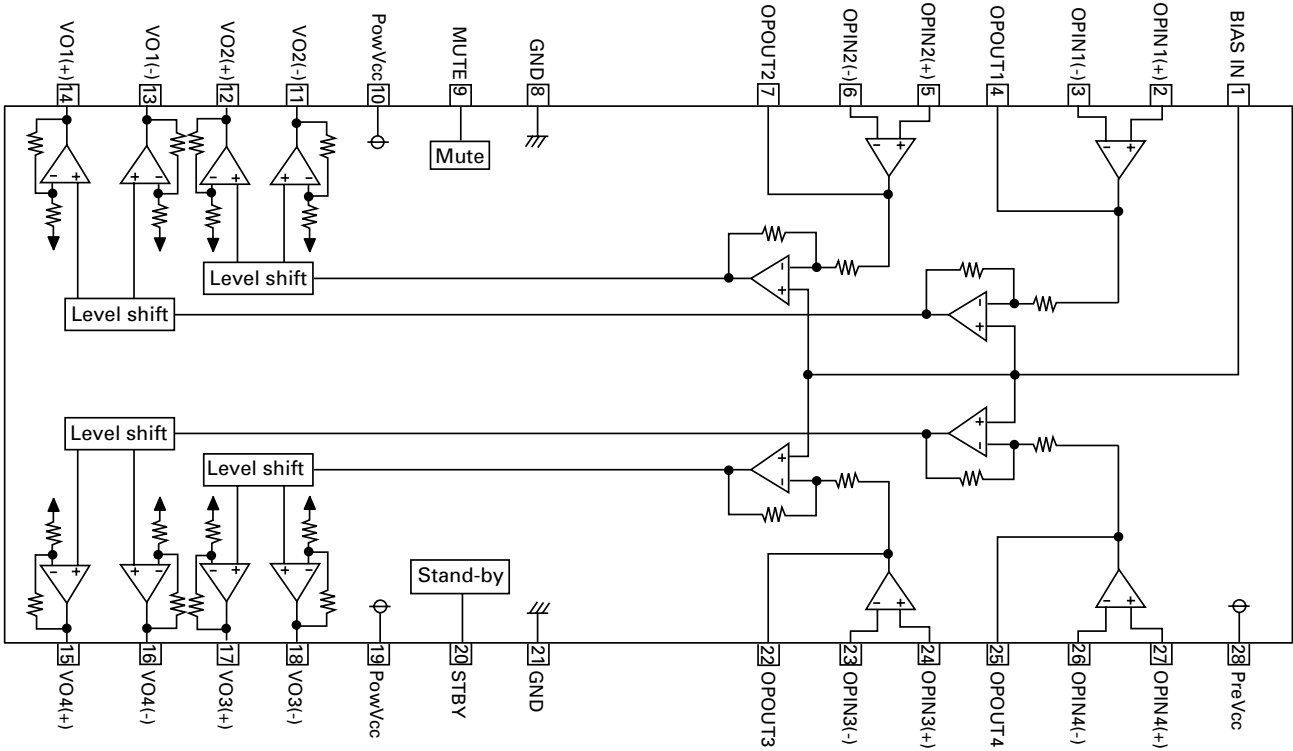 VO1(+) 14
VO1(-) 13
VO2(+) 12
VO2(-) 11
PowVcc 10
MUTE 9
GND 8
OPOUT2 7
OPIN2(-) 6
OPIN2(+) 5
OPOUT1 4
OPIN1(-) 3
OPIN1(+) 2
BIAS IN 1
- +
+ -
- +
+ -
Mute
- +
- +
Level shift
- +
Level shift
- +
Level shift
+ -
Level shift
+ -
Stand-by
- +
+ -
- +
+ -
- +
- +
15 VO4(+)
16 VO4(-)
17 VO3(+)
18 VO3(-)
19 PowVcc
20 STBY
21 GND
22 OPOUT3
23 OPIN3(-)
24 OPIN3(+)
25 OPOUT4
26 OPIN4(-)
27 OPIN4(+)
28 PreVcc